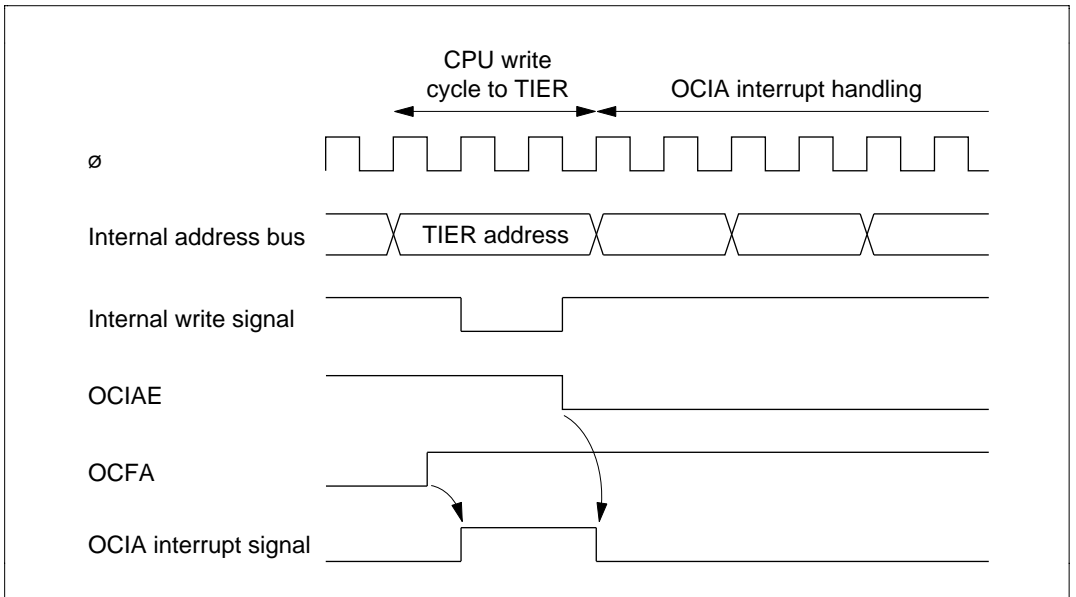 CPU write
cycle to TIER
OCIA interrupt handling
ø
Internal address bus
TIER address
Internal write signal
OCIAE
OCFA
OCIA interrupt signal